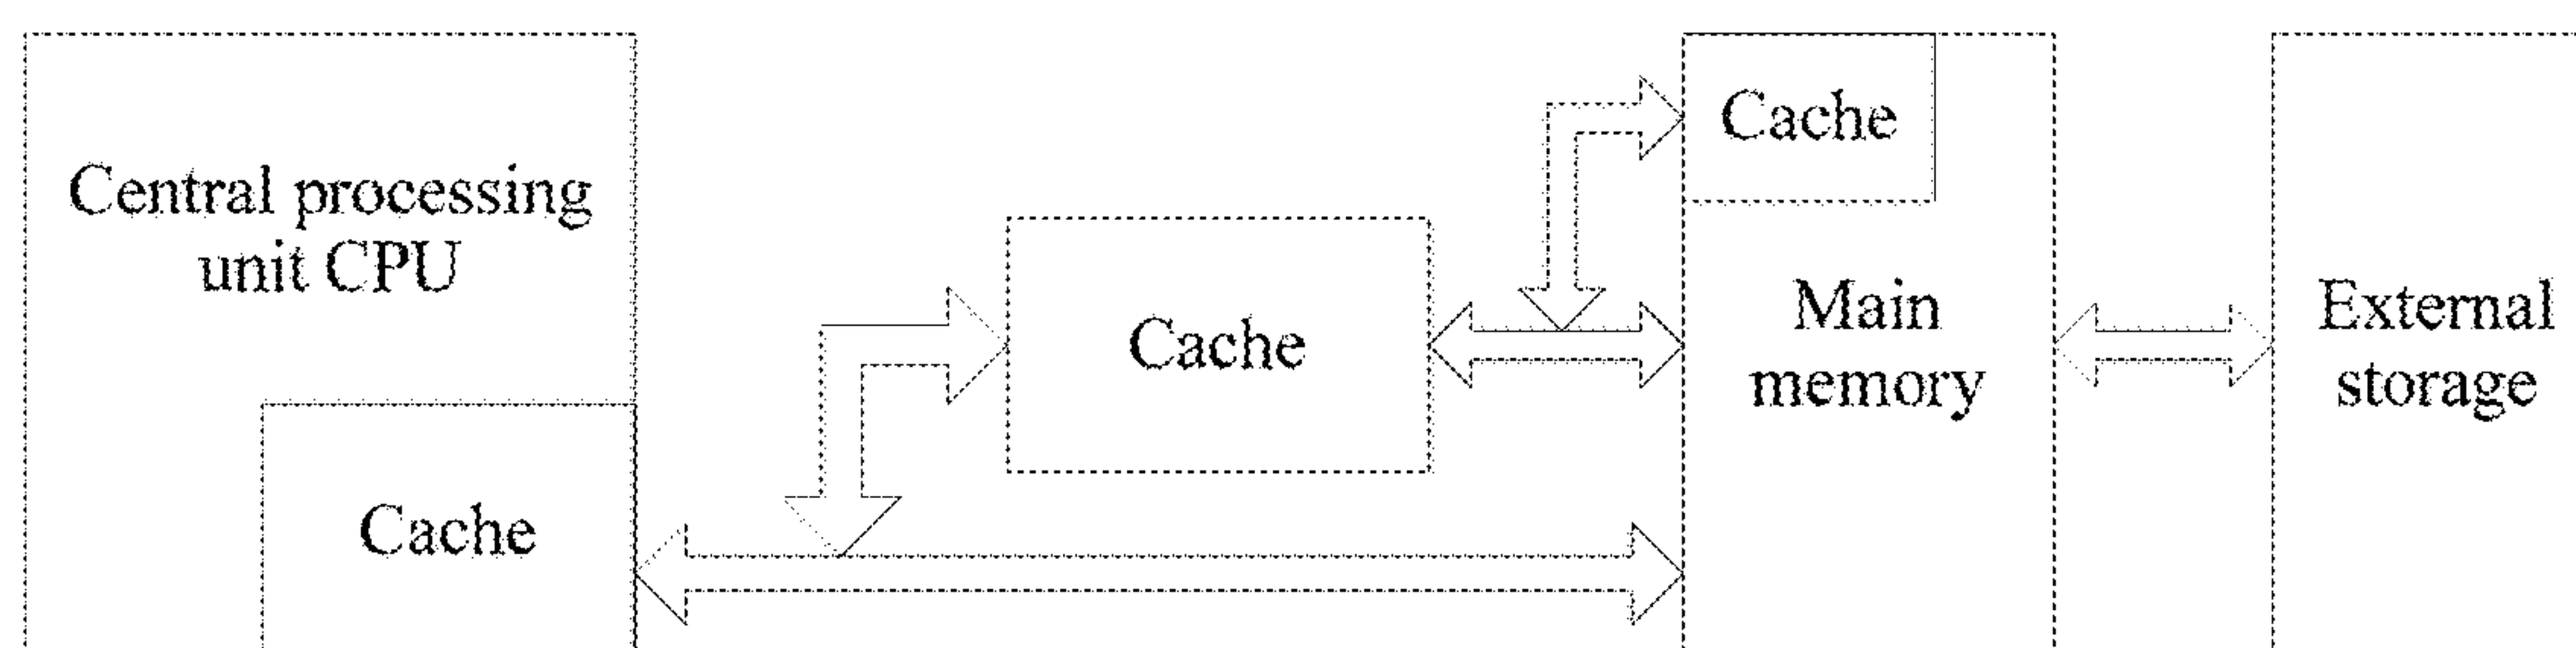 Central processing
unit CPU
Cache
Cache
Cache
Main
memory
External
storage